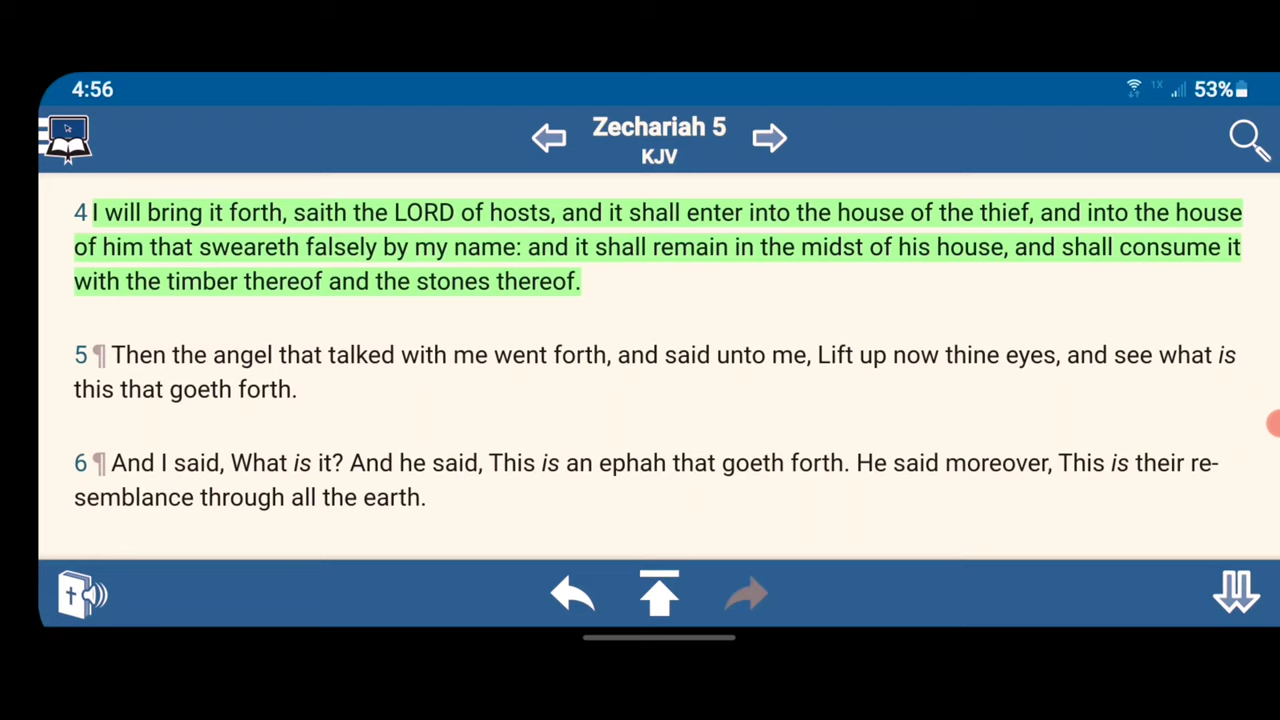 4:56
1X
53%
Zechariah 5
KJV
4 I will bring it forth, saith the LORD of hosts, and it shall enter into the house of the thief, and into the house
of him that sweareth falsely by my name: and it shall remain in the midst of his house, and shall consume it
with the timber thereof and the stones thereof.
5 ¶ Then the angel that talked with me went forth, and said unto me, Lift up now thine eyes, and see what is
this that goeth forth.
6 ¶ And I said, What is it? And he said, This is an ephah that goeth forth. He said moreover, This is their re-
semblance through all the earth.